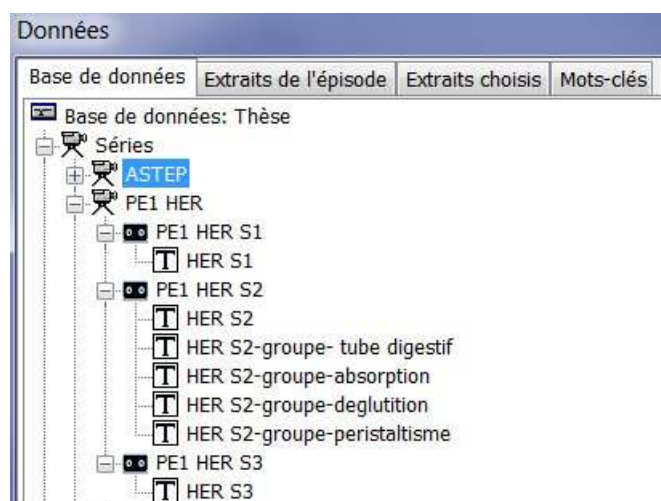 Données
Base de données Extraits de l'épisode Extraits choisis Mots-clés
Base de données: Thèse
Séries
ASTEP
PE1 HER
PE1 HER S1
HER S1
PE1 HER S2
HER S2
HER S2-groupe- tube digestif
HER S2-groupe-absorption
HER S2-groupe-deglutition
HER S2-groupe-peristaltisme
PE1 HER S3
HER S3